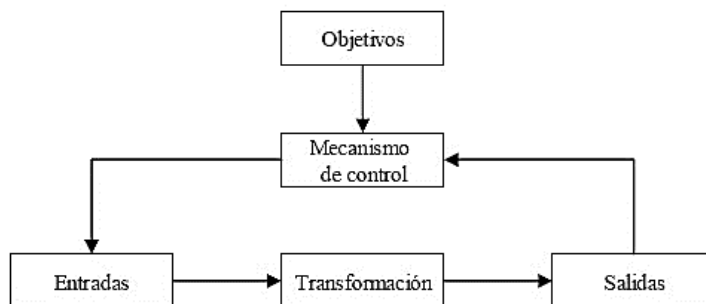 Objetivos
Mecanismo
de control
Entradas
Transformación
Salidas